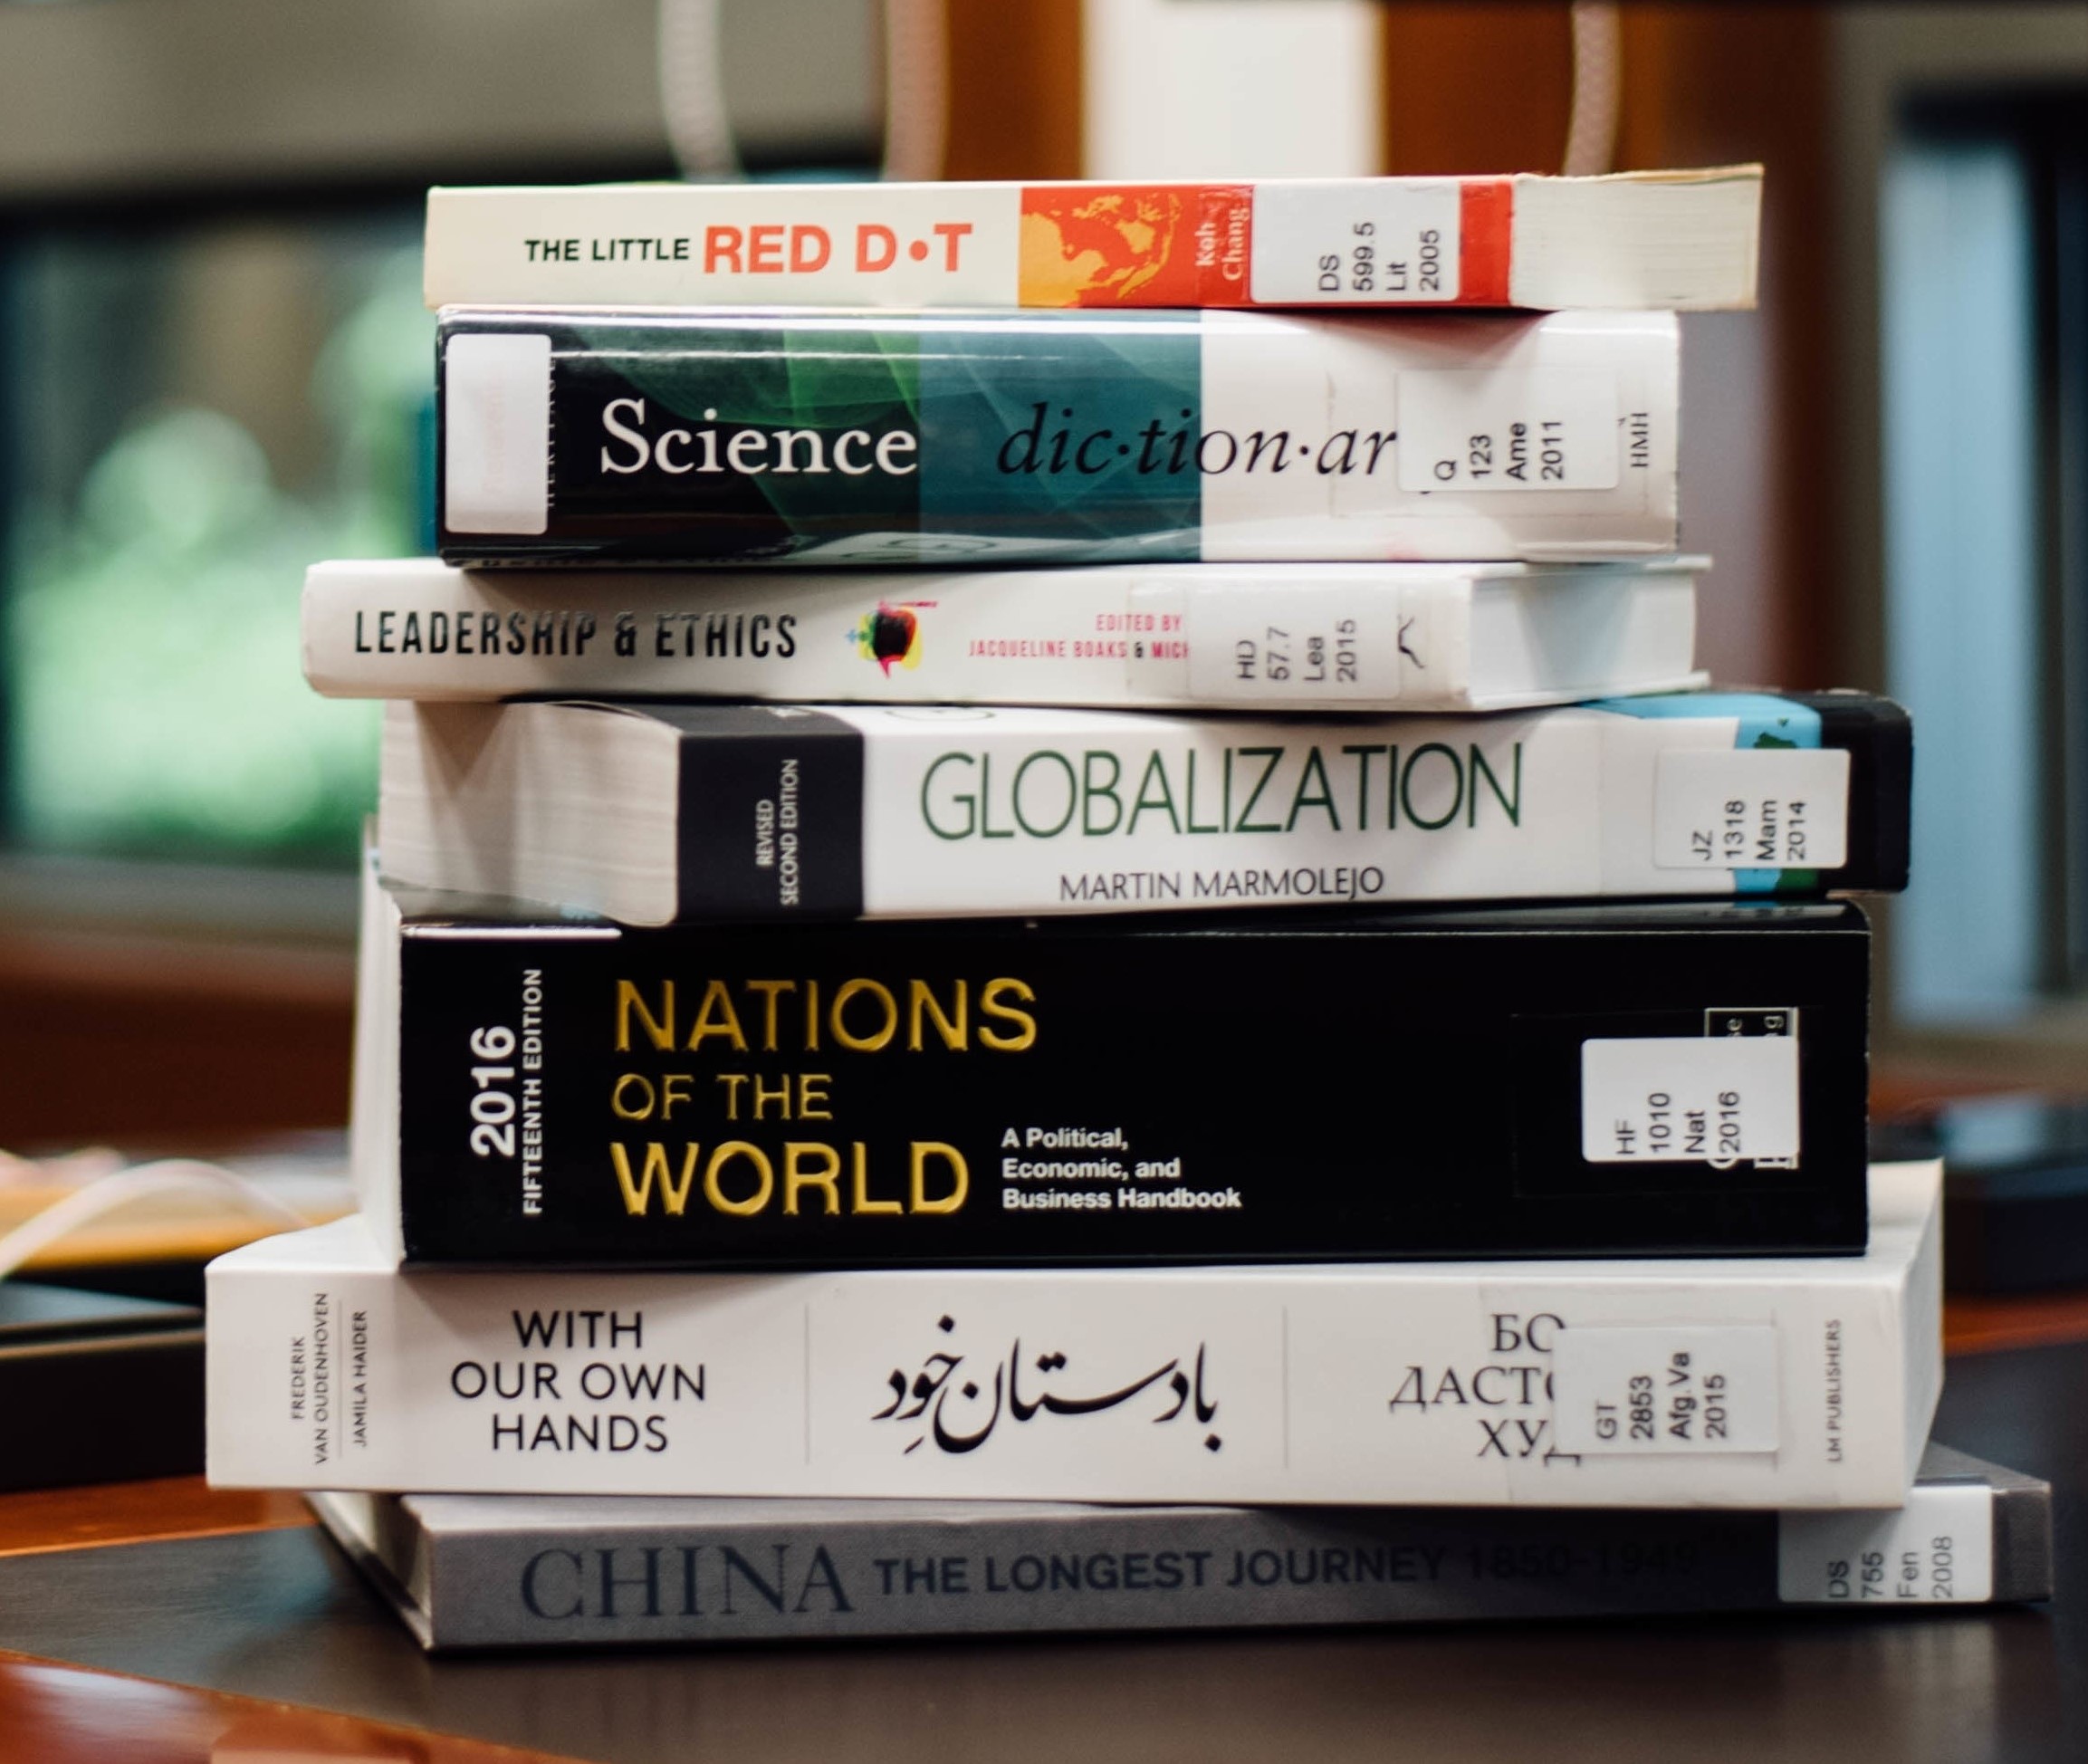 THE LITTLE RED D•T
Koh
Chang
DS
599.5
Lit
2005
Science dic·tion·ar
Q
123
Ame
2011
HMH
LEADERSHIP & ETHICS
EDITED BY
JACQUELINE BOAKS & MICH
HD
57.7
Lea
2015
REVISED
SECOND EDITION
GLOBALIZATION
MARTIN MARMOLEJO
JZ
1318
Mam
2014
2016
FIFTEENTH EDITION
NATIONS
OF THE
WORLD
A Political,
Economic, and
Business Handbook
HF
1010
Nat
2016
FREDERIK
VAN OUDENHOVEN
JAMILA HAIDER
WITH
OUR OWN
HANDS
با دستان خود
БО
ДАСТ
ХУ
GT
2853
Afg.Va
2015
LM PUBLISHERS
CHINA THE LONGEST JOURNEY 1850-1949
DS
755
Fen
2008